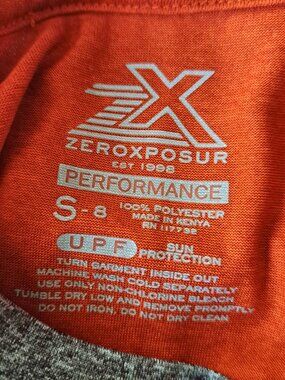 ZX
ZEROXPOSUR
EST 1998
PERFORMANCE
S-8
100% POLYESTER
MADE IN KENYA
RN 117732
UPF SUN
PROTECTION
TURN GARMENT INSIDE OUT
MACHINE WASH COLD SEPARATELY
USE ONLY NON-CHLORINE BLEACH
TUMBLE DRY LOW AND REMOVE PROMPTLY
DO NOT IRON. DO NOT DRY CLEAN